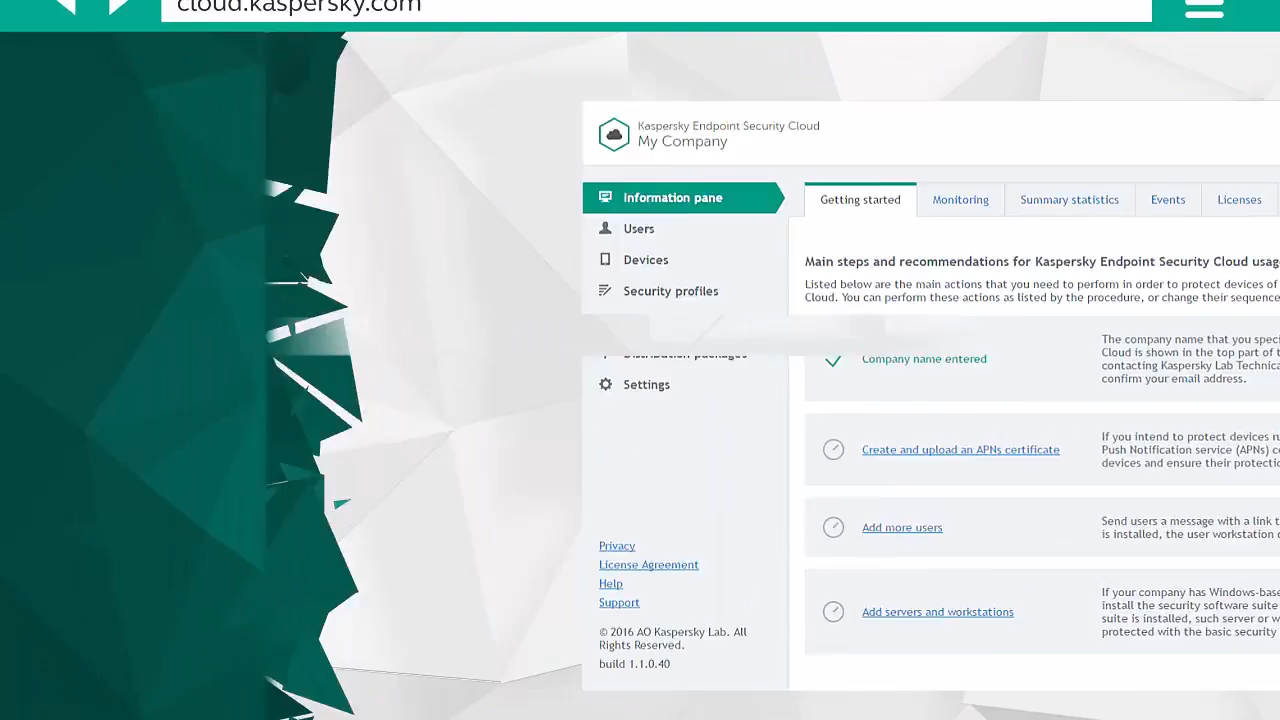 cloud.kaspersky.com
Kaspersky Endpoint Security Cloud
My Company
Information pane
Users
Devices
Security profiles
Distribution packages
Settings
Privacy
License Agreement
Help
Support
© 2016 AO Kaspersky Lab. All
Rights Reserved.
build 1.1.0.40
Getting started
Monitoring
Summary statistics
Events
Licenses
Main steps and recommendations for Kaspersky Endpoint Security Cloud usag
Listed below are the main actions that you need to perform in order to protect devices of
Cloud. You can perform these actions as listed by the procedure, or change their sequence
Company name entered
The company name that you speci
Cloud is shown in the top part of t
contacting Kaspersky Lab Technica
confirm your email address.
Create and upload an APNs certificate
If you intend to protect devices ru
Push Notification service (APNs) ce
devices and ensure their protectio
Add more users
Send users a message with a link t
is installed, the user workstation o
Add servers and workstations
If your company has Windows-base
install the security software suite
suite is installed, such server or w
protected with the basic security